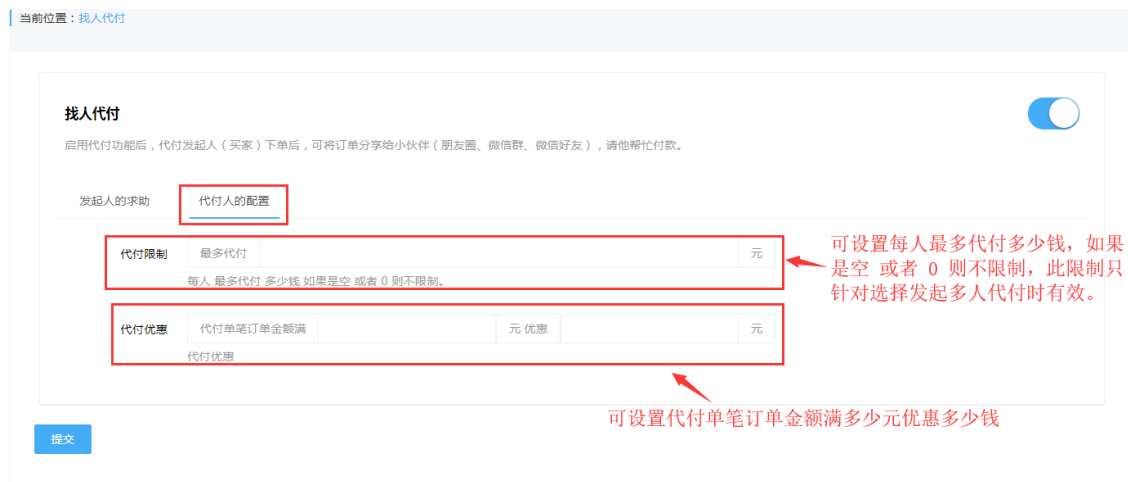 当前位置：找人代付
找人代付
启用代付功能后，代付发起人（买家）下单后，可将订单分享给小伙伴（朋友圈、微信群、微信好友），请他帮忙付款。
发起人的求助 代付人的配置
代付限制 最多代付 元
每人 最多代付 多少钱 如果是空 或者 0 则不限制。
可设置每人最多代付多少钱，如果
是空 或者 0 则不限制，此限制只
针对选择发起多人代付时有效。
代付优惠 代付单笔订单金额满 元 优惠 元
代付优惠
可设置代付单笔订单金额满多少元优惠多少钱
提交